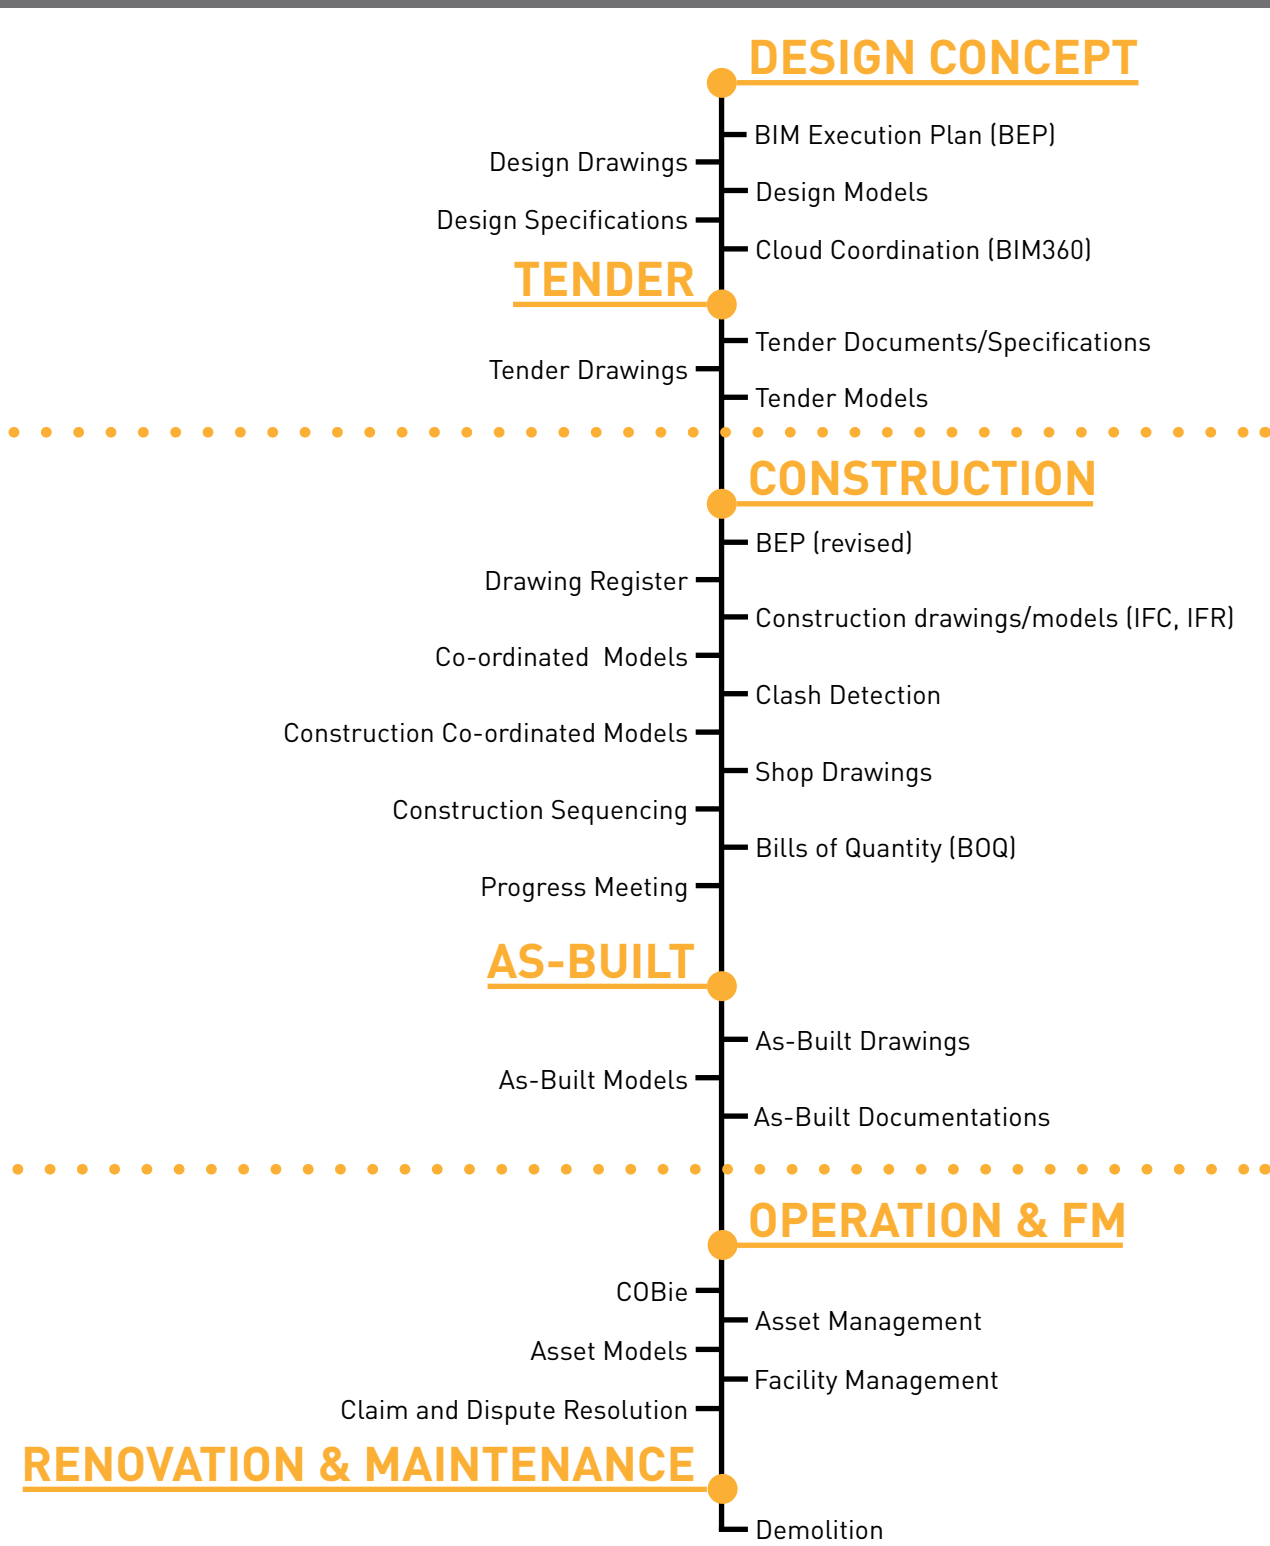 DESIGN CONCEPT
BIM Execution Plan (BEP)
Design Drawings
Design Models
Design Specifications
Cloud Coordination (BIM360)
TENDER
Tender Documents/Specifications
Tender Drawings
Tender Models
CONSTRUCTION
BEP (revised)
Drawing Register
Construction drawings/models (IFC, IFR)
Co-ordinated Models
Clash Detection
Construction Co-ordinated Models
Shop Drawings
Construction Sequencing
Bills of Quantity (BOQ)
Progress Meeting
AS-BUILT
As-Built Drawings
As-Built Models
As-Built Documentations
OPERATION & FM
COBie
Asset Management
Asset Models
Facility Management
Claim and Dispute Resolution
RENOVATION & MAINTENANCE
Demolition